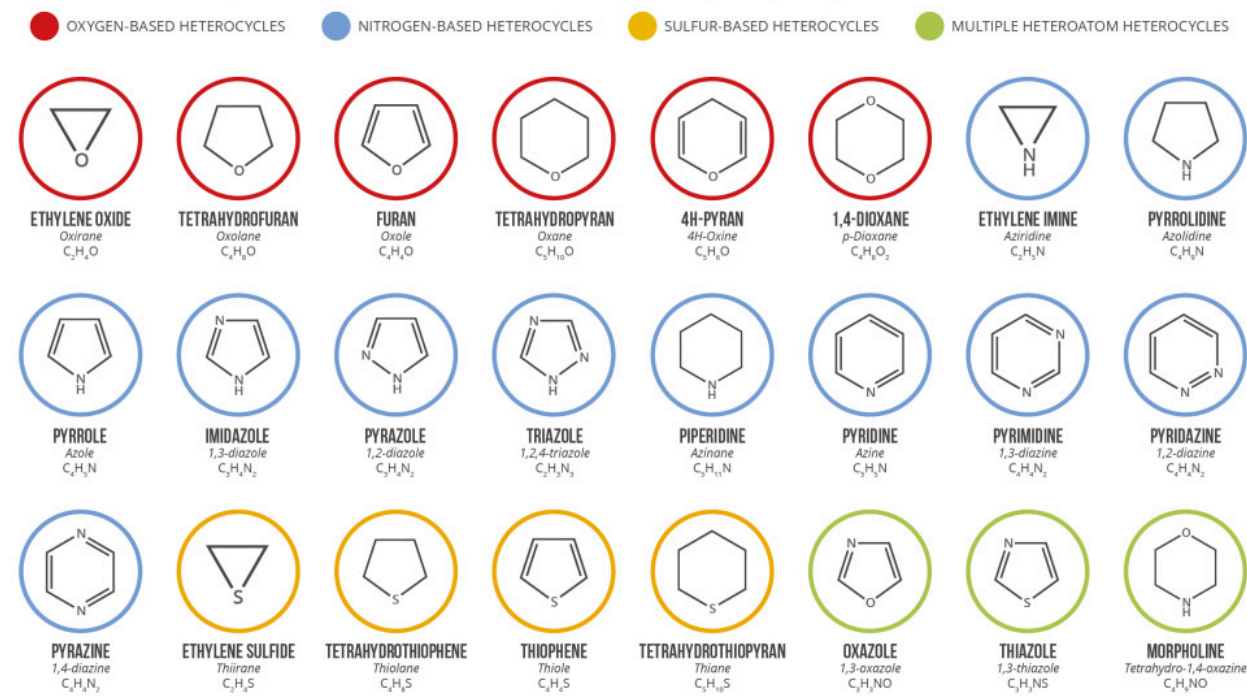 OXYGEN-BASED HETEROCYCLES NITROGEN-BASED HETEROCYCLES SULFUR-BASED HETEROCYCLES MULTIPLE HETEROATOM HETEROCYCLES
O O O O O O O N H N H
ETHYLENE OXIDE TETRAHYDROFURAN FURAN TETRAHYDROPYRAN 4H-PYRAN 1,4-DIOXANE ETHYLENE IMINE PYRROLIDINE
Oxirane Oxolane Oxole Oxane 4H-Oxine p-Dioxane Aziridine Azolidine
C₂H₄O C₄H₈O C₄H₄O C₅H₁₀O C₅H₆O C₄H₈O₂ C₂H₅N C₄H₉N
N H N N H N N H N N N H N H N N N N N
PYRROLE IMIDAZOLE PYRAZOLE TRIAZOLE PIPERIDINE PYRIDINE PYRIMIDINE PYRIDAZINE
Azole 1,3-diazole 1,2-diazole 1,2,4-triazole Azinane Azine 1,3-diazine 1,2-diazine
C₄H₅N C₃H₄N₂ C₃H₄N₂ C₂H₃N₃ C₅H₁₁N C₅H₅N C₄H₄N₂ C₄H₄N₂
N N S S S S N O N S O N H
PYRAZINE ETHYLENE SULFIDE TETRAHYDROTHIOPHENE THIOPHENE TETRAHYDROTHIOPYRAN OXAZOLE THIAZOLE MORPHOLINE
1,4-diazine Thiirane Thiolane Thiole Thiane 1,3-oxazole 1,3-thiazole Tetrahydro-1,4-oxazine
C₄H₄N₂ C₂H₄S C₄H₈S C₄H₄S C₅H₁₀S C₃H₃NO C₃H₃NS C₄H₉NO